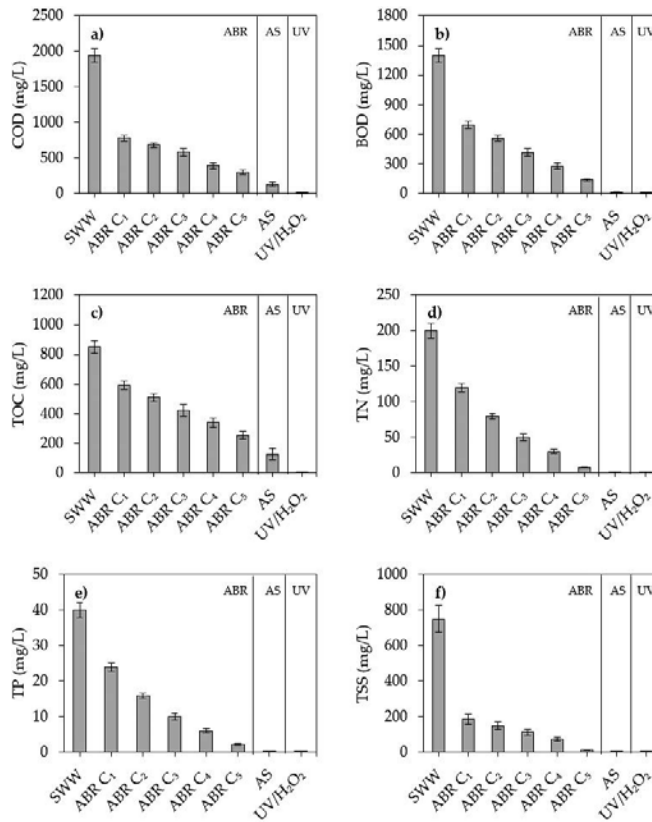 a) ABR AS UV
COD (mg/L)
2500
2000
1500
1000
500
0
SWW ABR C₁ ABR C₂ ABR C₃ ABR C₄ ABR C₅ AS UV/H₂O₂
b) ABR AS UV
BOD (mg/L)
1800
1500
1200
900
600
300
0
SWW ABR C₁ ABR C₂ ABR C₃ ABR C₄ ABR C₅ AS UV/H₂O₂
c) ABR AS UV
TOC (mg/L)
1200
1000
800
600
400
200
0
SWW ABR C₁ ABR C₂ ABR C₃ ABR C₄ ABR C₅ AS UV/H₂O₂
d) ABR AS UV
TN (mg/L)
250
200
150
100
50
0
SWW ABR C₁ ABR C₂ ABR C₃ ABR C₄ ABR C₅ AS UV/H₂O₂
e) ABR AS UV
TP (mg/L)
50
40
30
20
10
0
SWW ABR C₁ ABR C₂ ABR C₃ ABR C₄ ABR C₅ AS UV/H₂O₂
f) ABR AS UV
TSS (mg/L)
1000
800
600
400
200
0
SWW ABR C₁ ABR C₂ ABR C₃ ABR C₄ ABR C₅ AS UV/H₂O₂